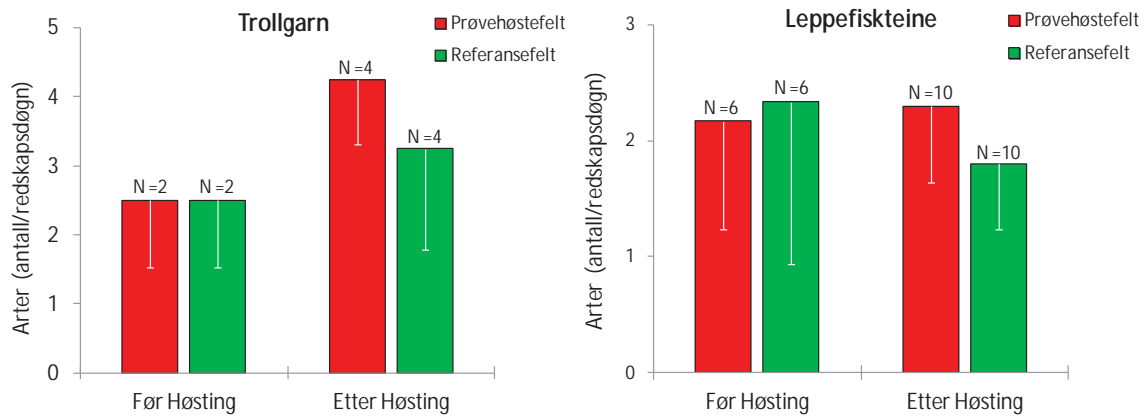 Trollgarn
Prøvehøstefelt
Referansefelt
Arter (antall/redskapsdøgn)
5
4
3
2
1
0
N =2
N =2
N =4
N =4
Før Høsting
Etter Høsting
Leppefiskteine
Prøvehøstefelt
Referansefelt
Arter (antall/redskapsdøgn)
3
2
1
0
N =6
N =6
N =10
N =10
Før Høsting
Etter Høsting